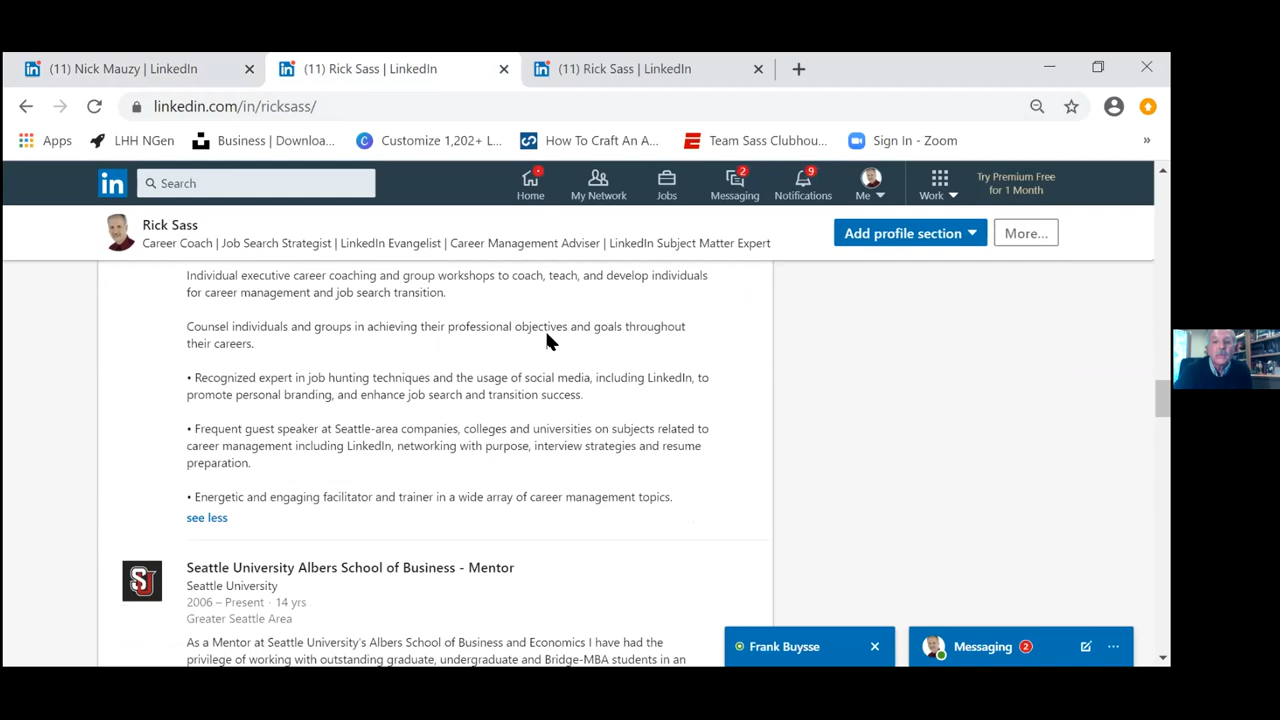 (11) Nick Mauzy | LinkedIn
(11) Rick Sass | LinkedIn
(11) Rick Sass | LinkedIn
linkedin.com/in/ricksass/
Apps
LHH NGen
Business | Downloa...
Customize 1,202+ L...
How To Craft An A...
Team Sass Clubhou...
Sign In - Zoom
»
in
Search
Home
My Network
Jobs
2
Messaging
9
Notifications
Me
Work
Try Premium Free
for 1 Month
Rick Sass
Career Coach | Job Search Strategist | LinkedIn Evangelist | Career Management Adviser | LinkedIn Subject Matter Expert
Add profile section
More...
Individual executive career coaching and group workshops to coach, teach, and develop individuals
for career management and job search transition.
Counsel individuals and groups in achieving their professional objectives and goals throughout
their careers.
• Recognized expert in job hunting techniques and the usage of social media, including LinkedIn, to
promote personal branding, and enhance job search and transition success.
• Frequent guest speaker at Seattle-area companies, colleges and universities on subjects related to
career management including LinkedIn, networking with purpose, interview strategies and resume
preparation.
• Energetic and engaging facilitator and trainer in a wide array of career management topics.
see less
Seattle University Albers School of Business - Mentor
Seattle University
2006 – Present · 14 yrs
Greater Seattle Area
As a Mentor at Seattle University's Albers School of Business and Economics I have had the
privilege of working with outstanding graduate, undergraduate and Bridge-MBA students in an
Frank Buysse
Messaging 2